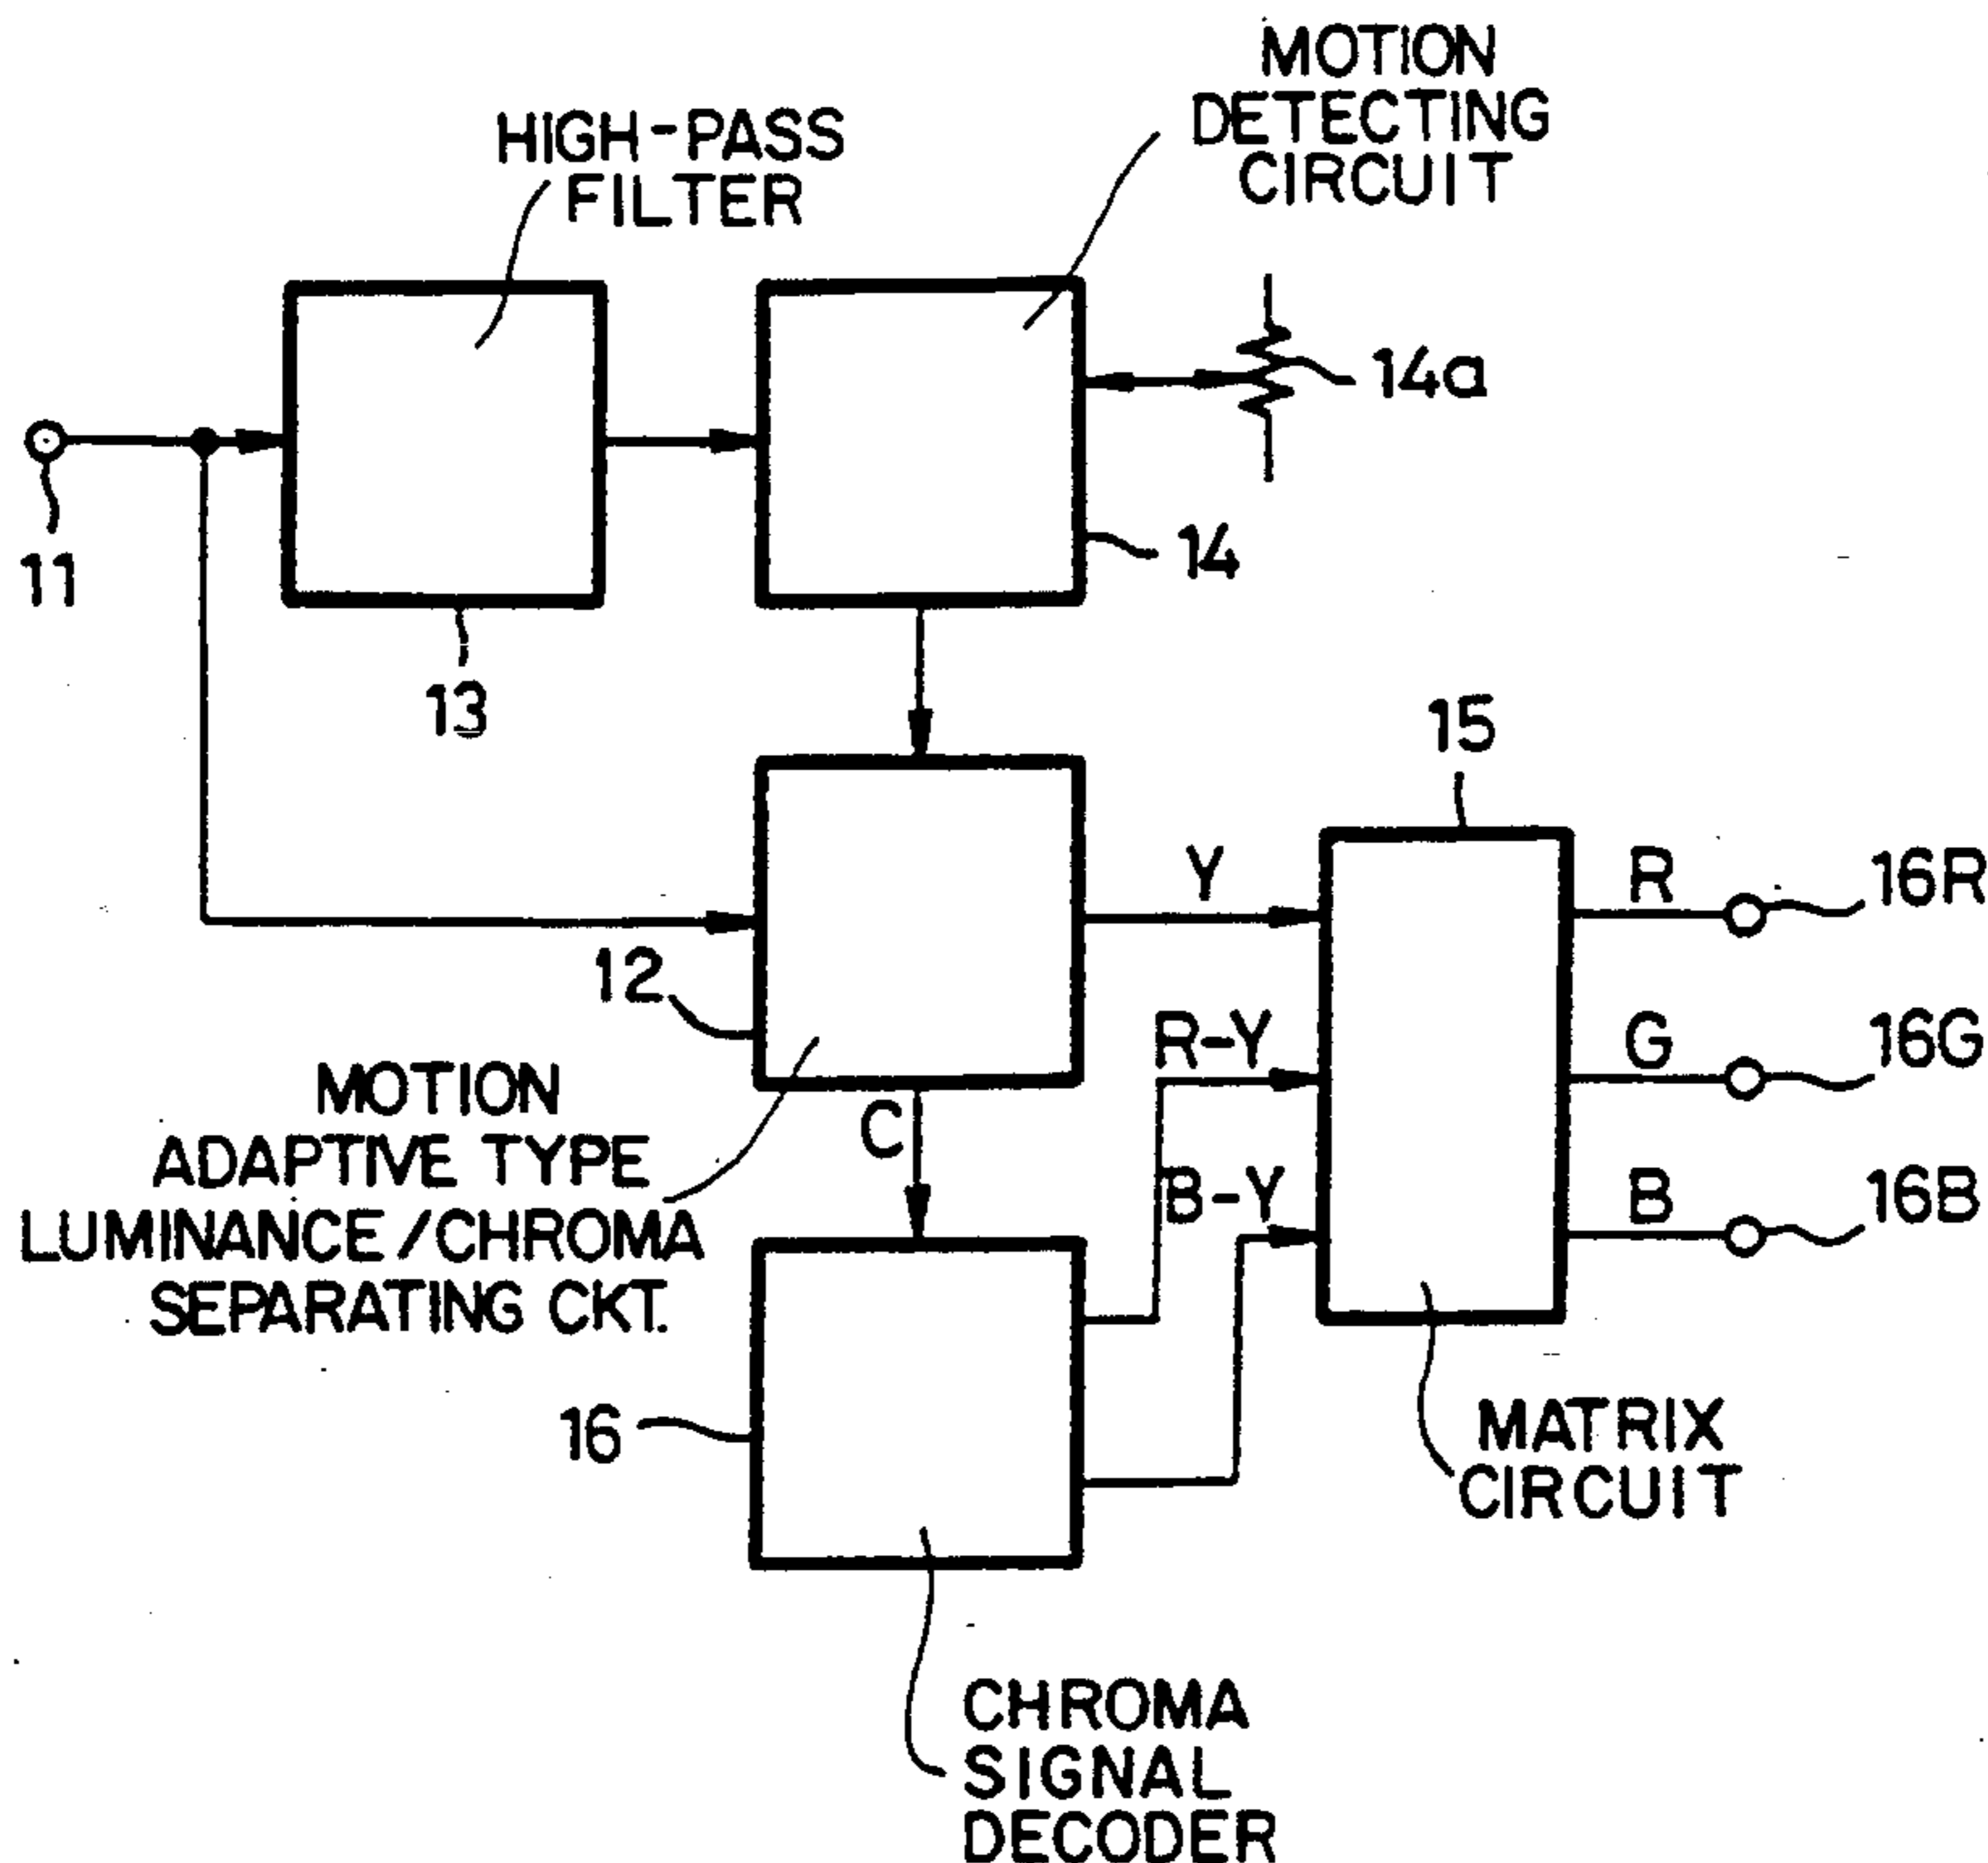 MOTION
DETECTING
CIRCUIT
HIGH-PASS
FILTER
14a
11
14
13
15
Y
R
16R
12
R-Y
G
16G
MOTION
ADAPTIVE TYPE
LUMINANCE/CHROMA
SEPARATING CKT.
C
B-Y
B
16B
16
MATRIX
CIRCUIT
CHROMA
SIGNAL
DECODER